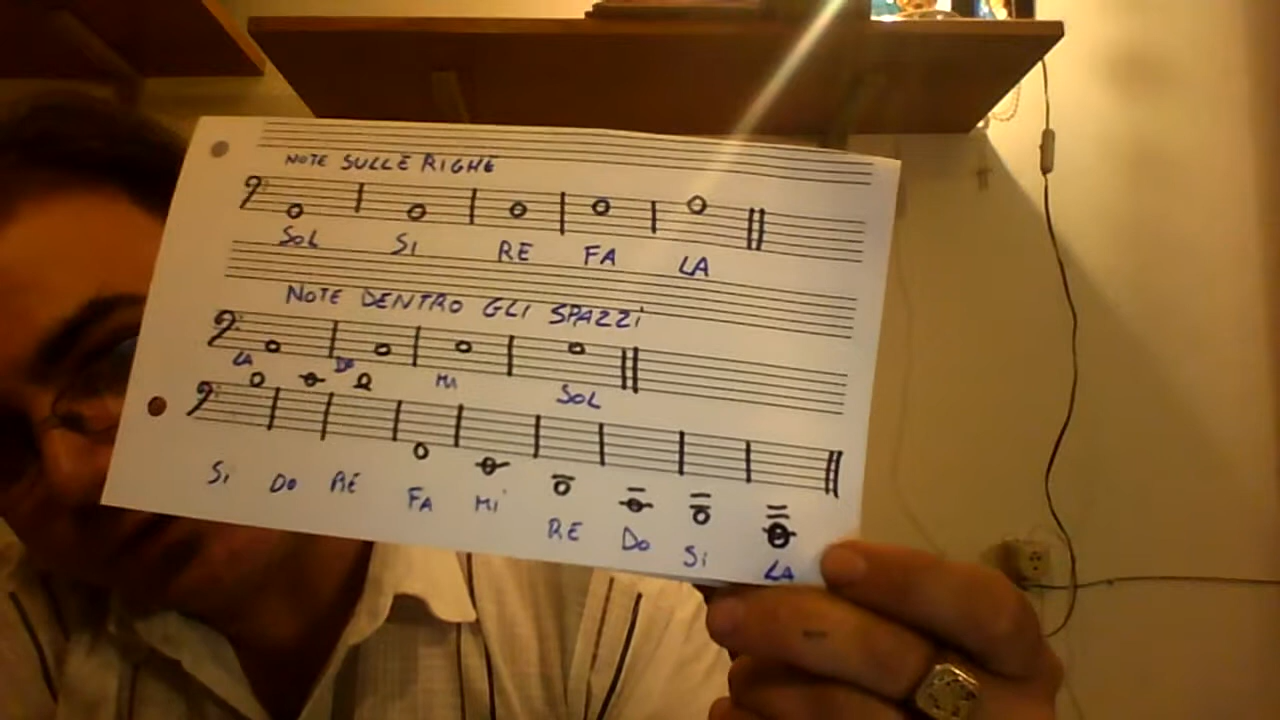 NOTE SULLE RIGHE
SOL SI RE FA LA
NOTE DENTRO GLI SPAZZI
LA DO MI SOL
SI DO RE FA MI RE DO SI LA